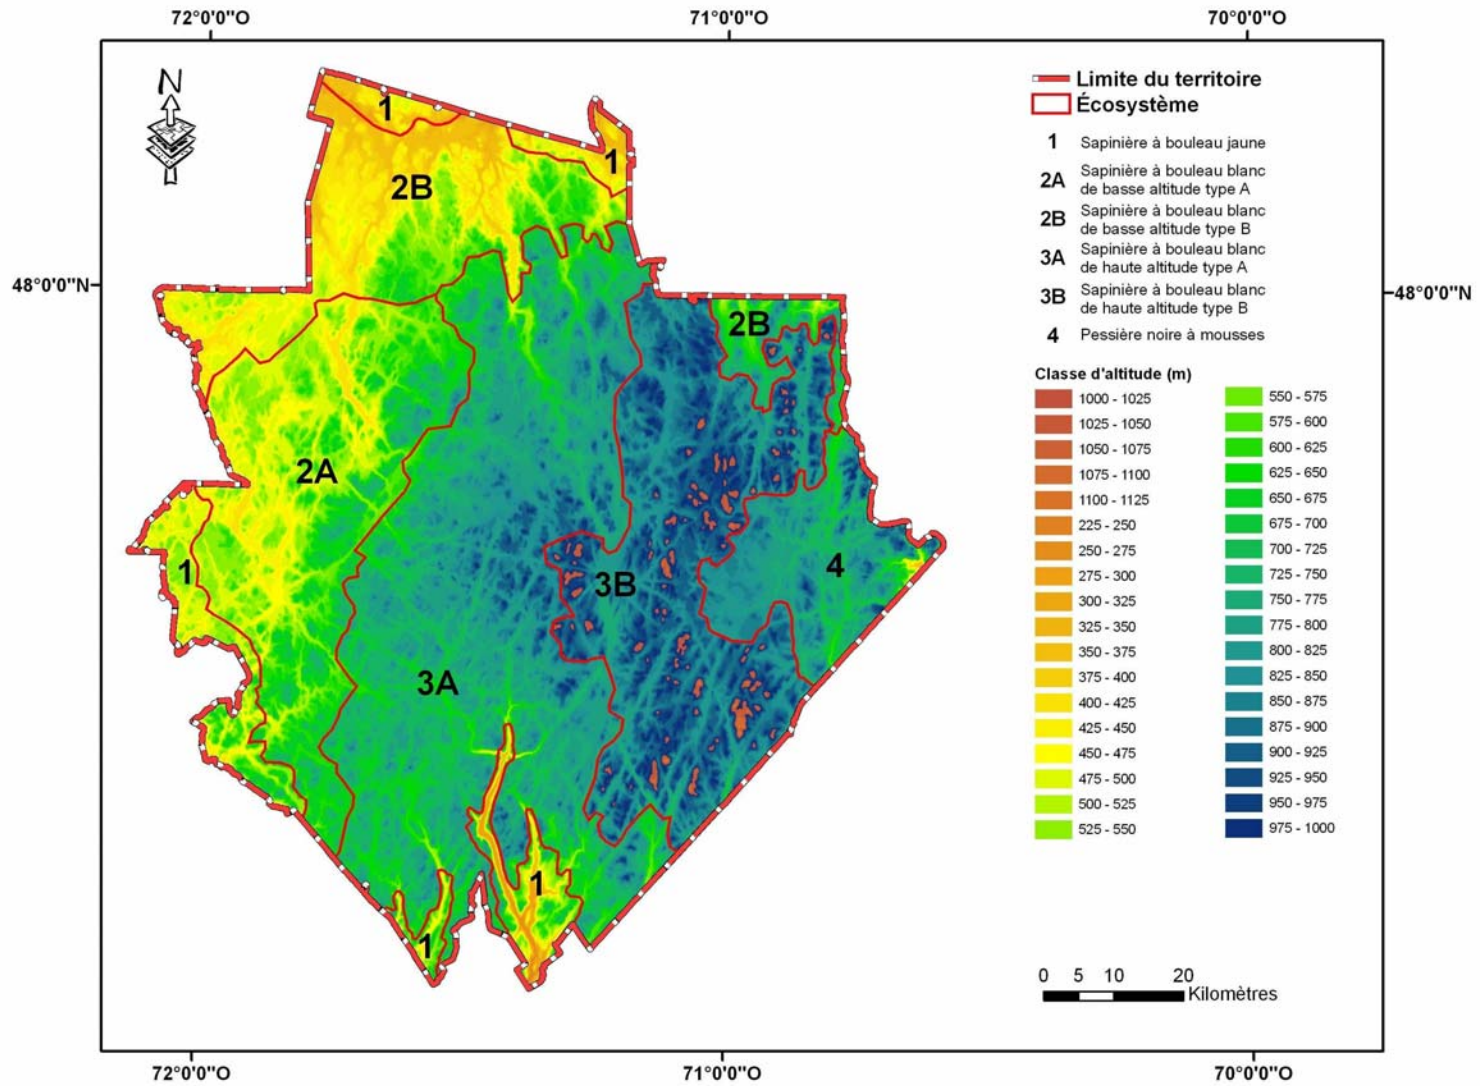 72°0'0"O
71°0'0"O
70°0'0"O
N
Limite du territoire
Écosystème
1 Sapinière à bouleau jaune
2A Sapinière à bouleau blanc
de basse altitude type A
2B Sapinière à bouleau blanc
de basse altitude type B
3A Sapinière à bouleau blanc
de haute altitude type A
3B Sapinière à bouleau blanc
de haute altitude type B
4 Pessière noire à mousses
48°0'0"N
48°0'0"N
1
1
2B
2B
2A
1
3B
4
3A
1
1
Classe d'altitude (m)
1000 - 1025
1025 - 1050
1050 - 1075
1075 - 1100
1100 - 1125
225 - 250
250 - 275
275 - 300
300 - 325
325 - 350
350 - 375
375 - 400
400 - 425
425 - 450
450 - 475
475 - 500
500 - 525
525 - 550
550 - 575
575 - 600
600 - 625
625 - 650
650 - 675
675 - 700
700 - 725
725 - 750
750 - 775
775 - 800
800 - 825
825 - 850
850 - 875
875 - 900
900 - 925
925 - 950
950 - 975
975 - 1000
0 5 10 20
Kilomètres
72°0'0"O
71°0'0"O
70°0'0"O